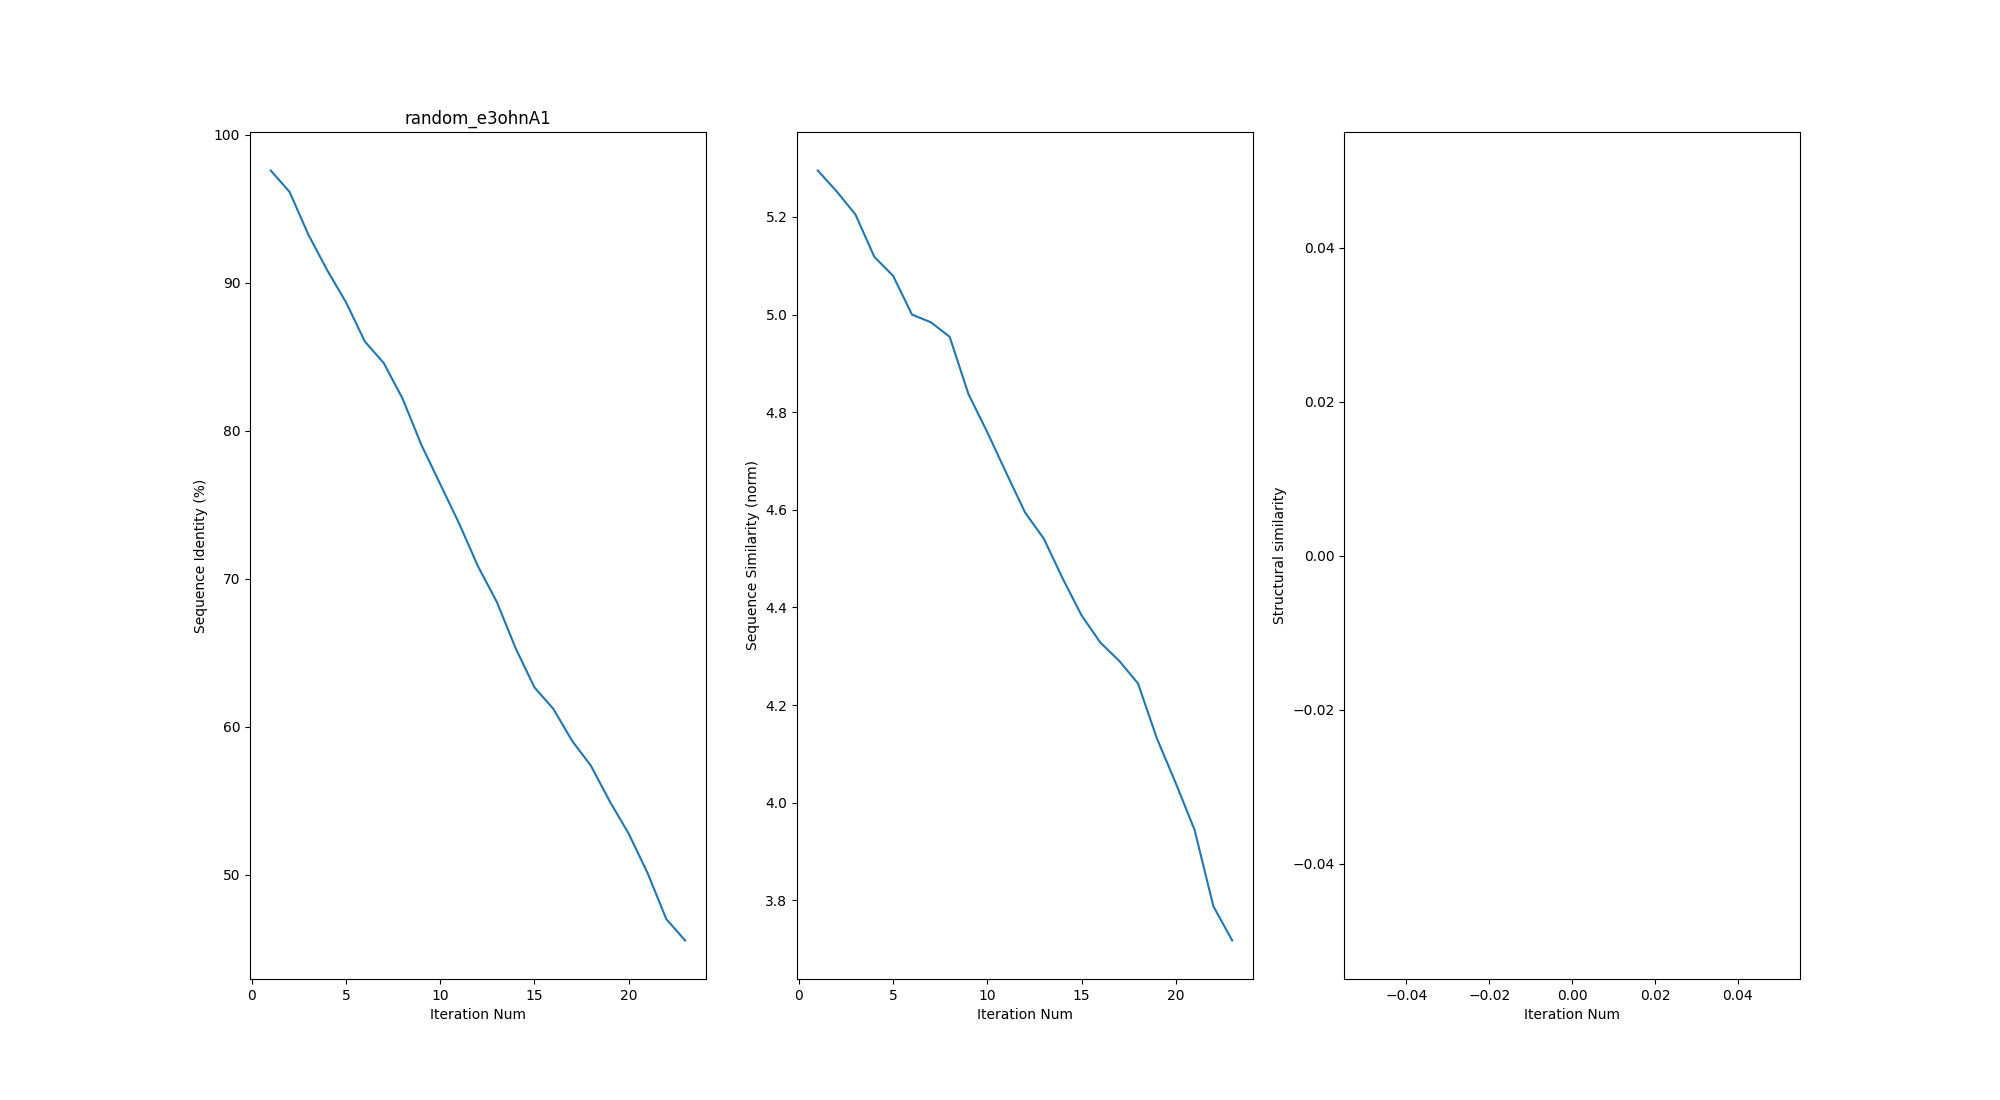 random_e3ohnA1
100
90
80
70
60
50
Sequence Identity (%)
0 5 10 15 20
Iteration Num
5.2
5.0
4.8
4.6
4.4
4.2
4.0
3.8
Sequence Similarity (norm)
0 5 10 15 20
Iteration Num
0.04
0.02
0.00
−0.02
−0.04
Structural similarity
−0.04 −0.02 0.00 0.02 0.04
Iteration Num